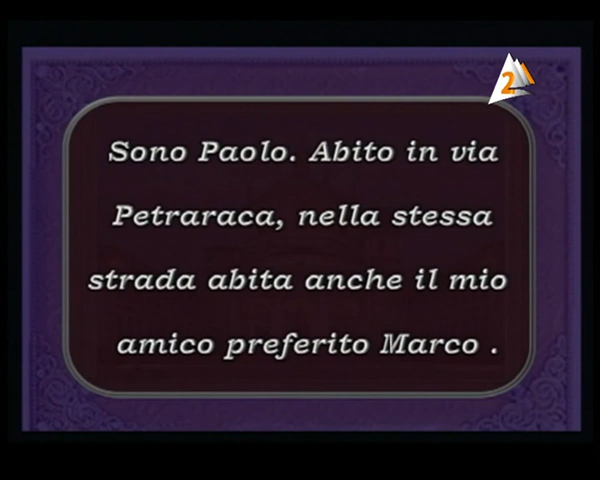 2
Sono Paolo. Abito in via
Petraraca, nella stessa
strada abita anche il mio
amico preferito Marco .